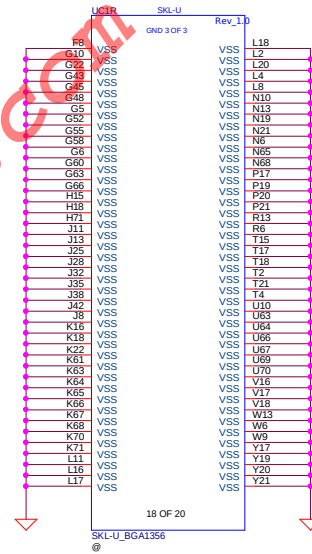 UC1R SKL-U
Rev_1.0
GND 3 OF 3
F8 VSS VSS L18
G10 VSS VSS L2
G22 VSS VSS L20
G43 VSS VSS L4
G45 VSS VSS L8
G48 VSS VSS N10
G5 VSS VSS N13
G52 VSS VSS N19
G55 VSS VSS N21
G58 VSS VSS N6
G6 VSS VSS N65
G60 VSS VSS N68
G63 VSS VSS P17
G66 VSS VSS P19
H15 VSS VSS P20
H18 VSS VSS P21
H71 VSS VSS R13
J11 VSS VSS R6
J13 VSS VSS T15
J25 VSS VSS T17
J28 VSS VSS T18
J32 VSS VSS T2
J35 VSS VSS T21
J38 VSS VSS T4
J42 VSS VSS U10
J8 VSS VSS U63
K16 VSS VSS U64
K18 VSS VSS U66
K22 VSS VSS U67
K61 VSS VSS U69
K63 VSS VSS U70
K64 VSS VSS V16
K65 VSS VSS V17
K66 VSS VSS V18
K67 VSS VSS W13
K68 VSS VSS W6
K70 VSS VSS W9
K71 VSS VSS Y17
L11 VSS VSS Y19
L16 VSS VSS Y20
L17 VSS VSS Y21
18 OF 20
SKL-U_BGA1356
@
com